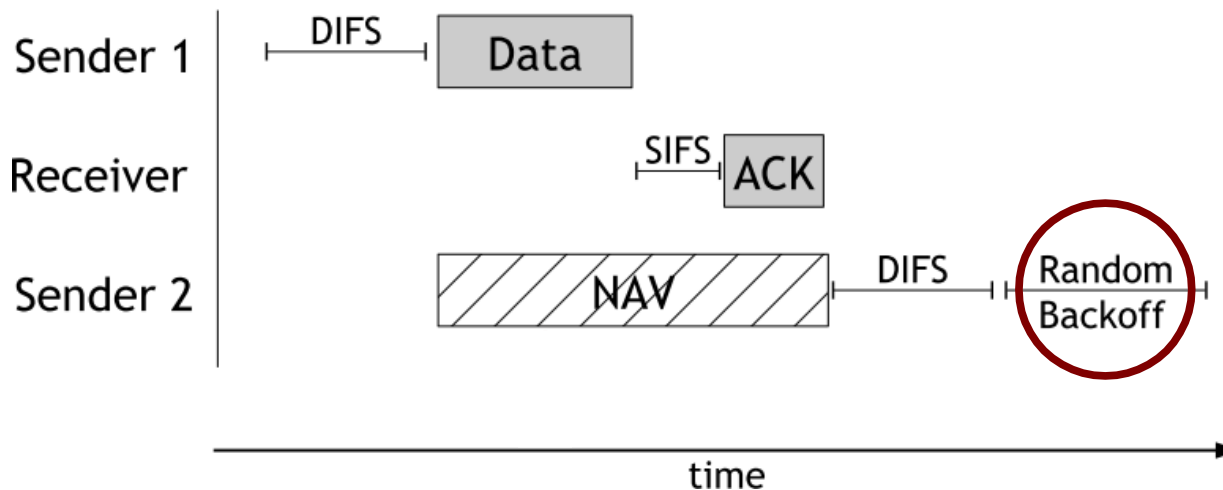 Sender 1
DIFS
Data
Receiver
SIFS
ACK
Sender 2
NAV
DIFS
Random
Backoff
time